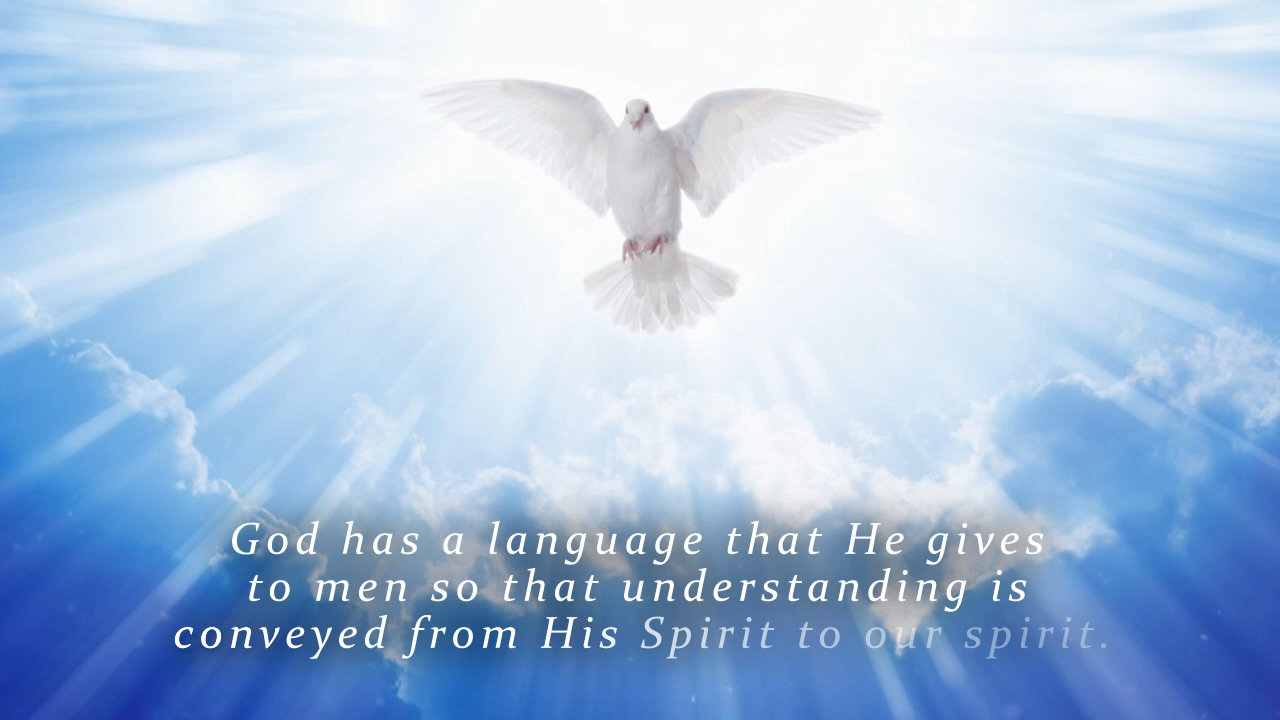 God has a language that He gives
to men so that understanding is
conveyed from His Spirit to our spirit.